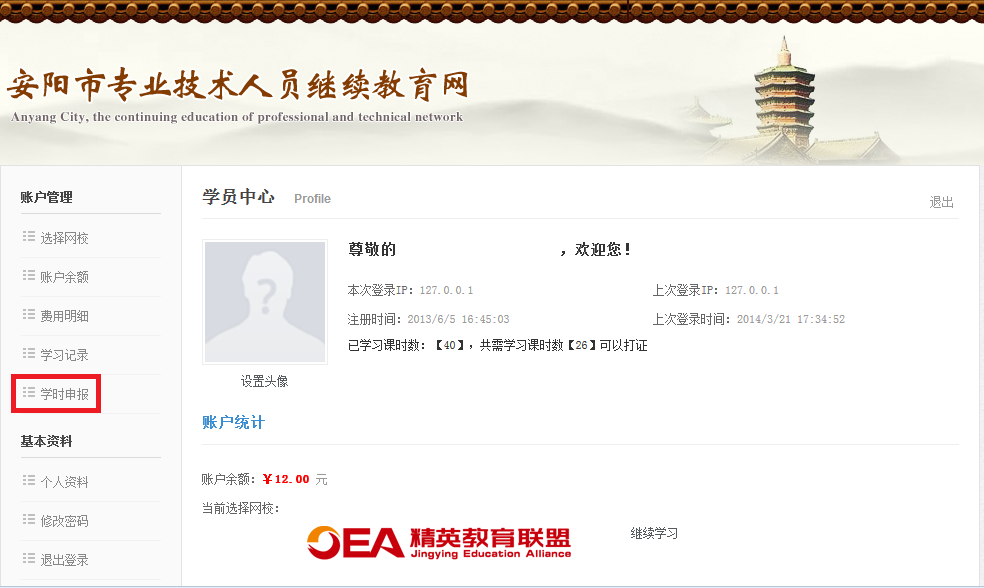 安阳市专业技术人员继续教育网
Anyang City, the continuing education of professional and technical network
账户管理
选择网校
账户余额
费用明细
学习记录
学时申报
基本资料
个人资料
修改密码
退出登录
学员中心 Profile
退出
尊敬的 ，欢迎您！
本次登录IP：127.0.0.1 上次登录IP：127.0.0.1
注册时间：2013/6/5 16:45:03 上次登录时间：2014/3/21 17:34:52
已学习课时数：【40】，共需学习课时数【26】可以打证
设置头像
账户统计
账户余额：￥12.00 元
当前选择网校：
OEA 精英教育联盟
Jingying Education Alliance
继续学习